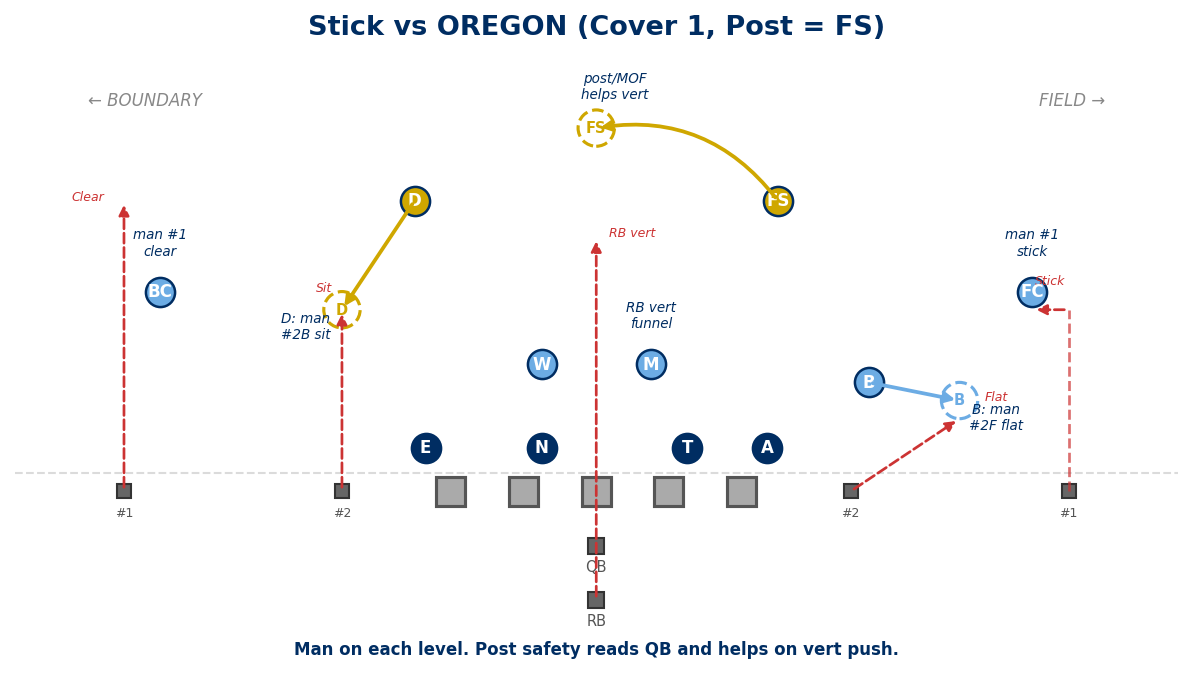 Stick vs OREGON (Cover 1, Post = FS)
post/MOF
helps vert
← BOUNDARY
FIELD →
FS
D
FS
Clear
man #1
clear
RB vert
man #1
stick
BC
Sit
D
D: man
#2B sit
RB vert
funnel
Stick
FC
W
M
B
B
Flat
B: man
#2F flat
E
N
T
A
#1
#2
#2
#1
QB
RB
Man on each level. Post safety reads QB and helps on vert push.